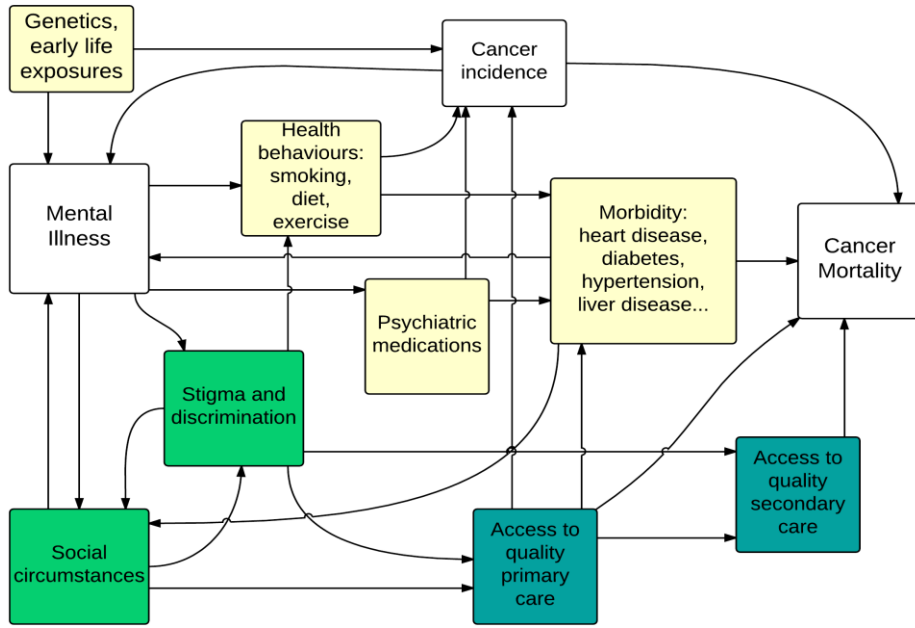 Genetics,
early life
exposures
Cancer
incidence
Health
behaviours:
smoking,
diet,
exercise
Mental
Illness
Morbidity:
heart disease,
diabetes,
hypertension,
liver disease...
Cancer
Mortality
Psychiatric
medications
Stigma and
discrimination
Access to
quality
secondary
care
Social
circumstances
Access to
quality
primary
care